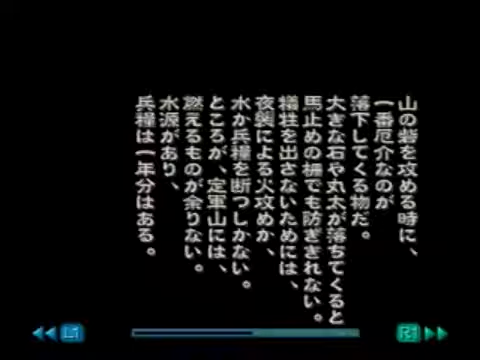 山の砦を攻める時に、
一番厄介なのが
落下してくる物だ。
大きな石や丸太が落ちてくると
馬止めの柵でも防ぎきれない。
犠牲を出さないためには、
夜襲による火攻めか、
水か兵糧を断つしかない。
ところが、定軍山には、
燃えるものが余りない。
水源があり、
兵糧は一年分はある。
L1
R1